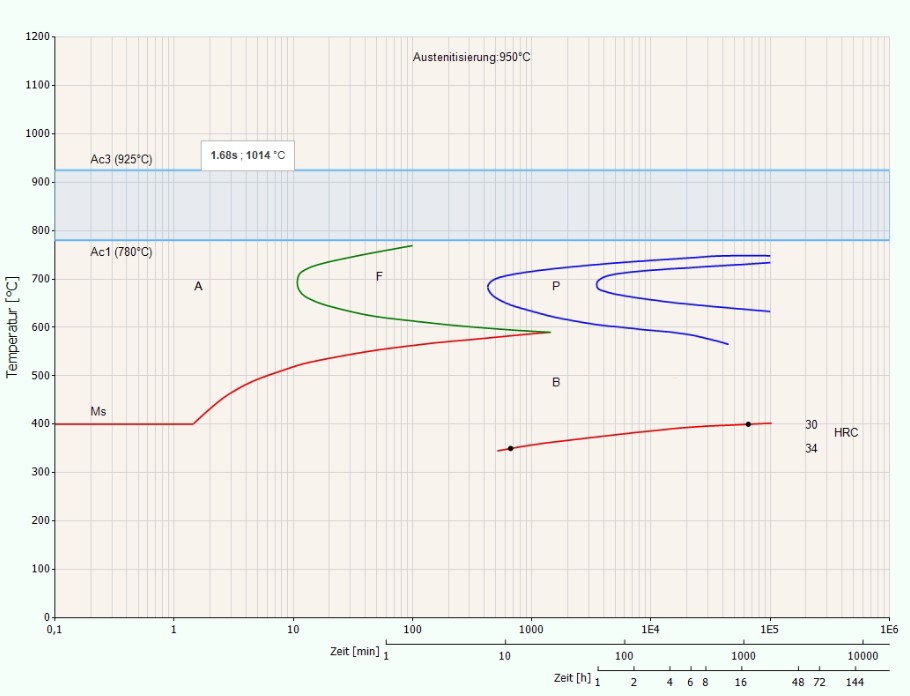 1200
Austenitisierung:950°C
1100
1000
Ac3 (925°C)
1.68s ; 1014 °C
900
800
Ac1 (780°C)
700
A
F
P
600
500
B
Ms
400
30
HRC
34
300
200
100
0
Temperatur [°C]
0,1 1 10 100 1000 1E4 1E5 1E6
Zeit [min] 1 10 100 1000 10000
Zeit [h] 1 2 4 6 8 16 48 72 144